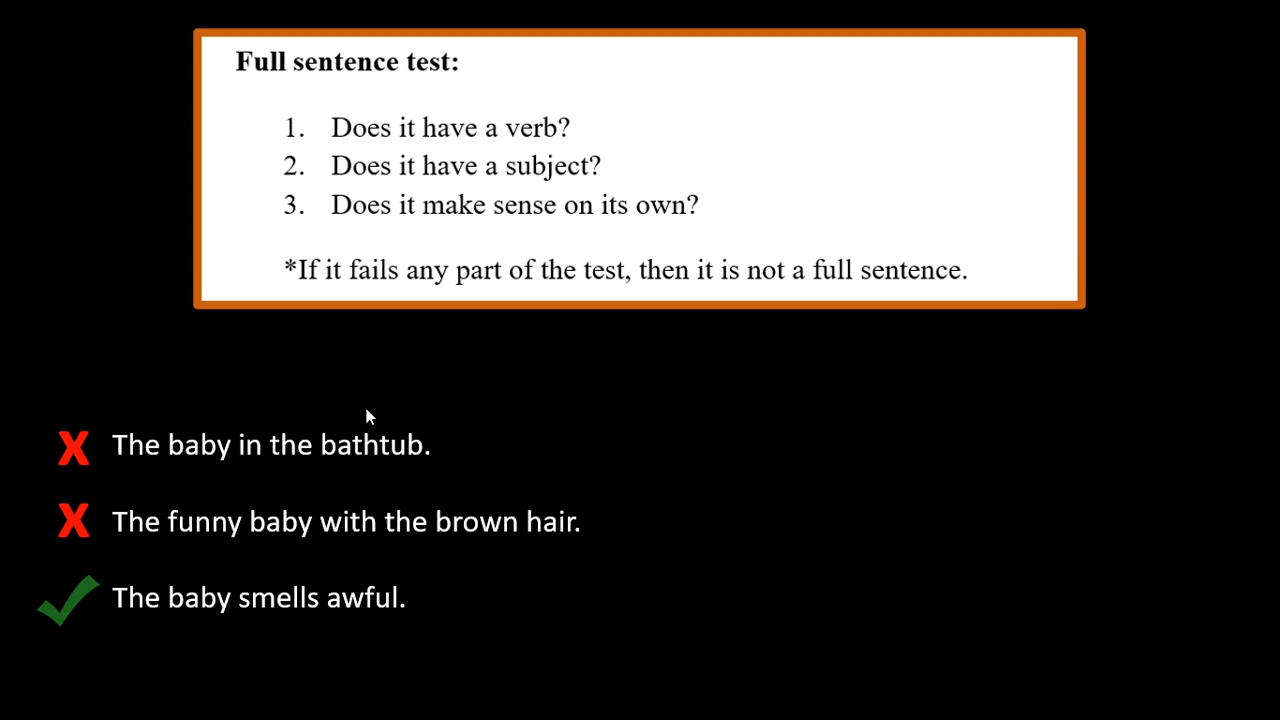 Full sentence test:
1. Does it have a verb?
2. Does it have a subject?
3. Does it make sense on its own?
*If it fails any part of the test, then it is not a full sentence.
X The baby in the bathtub.
X The funny baby with the brown hair.
The baby smells awful.